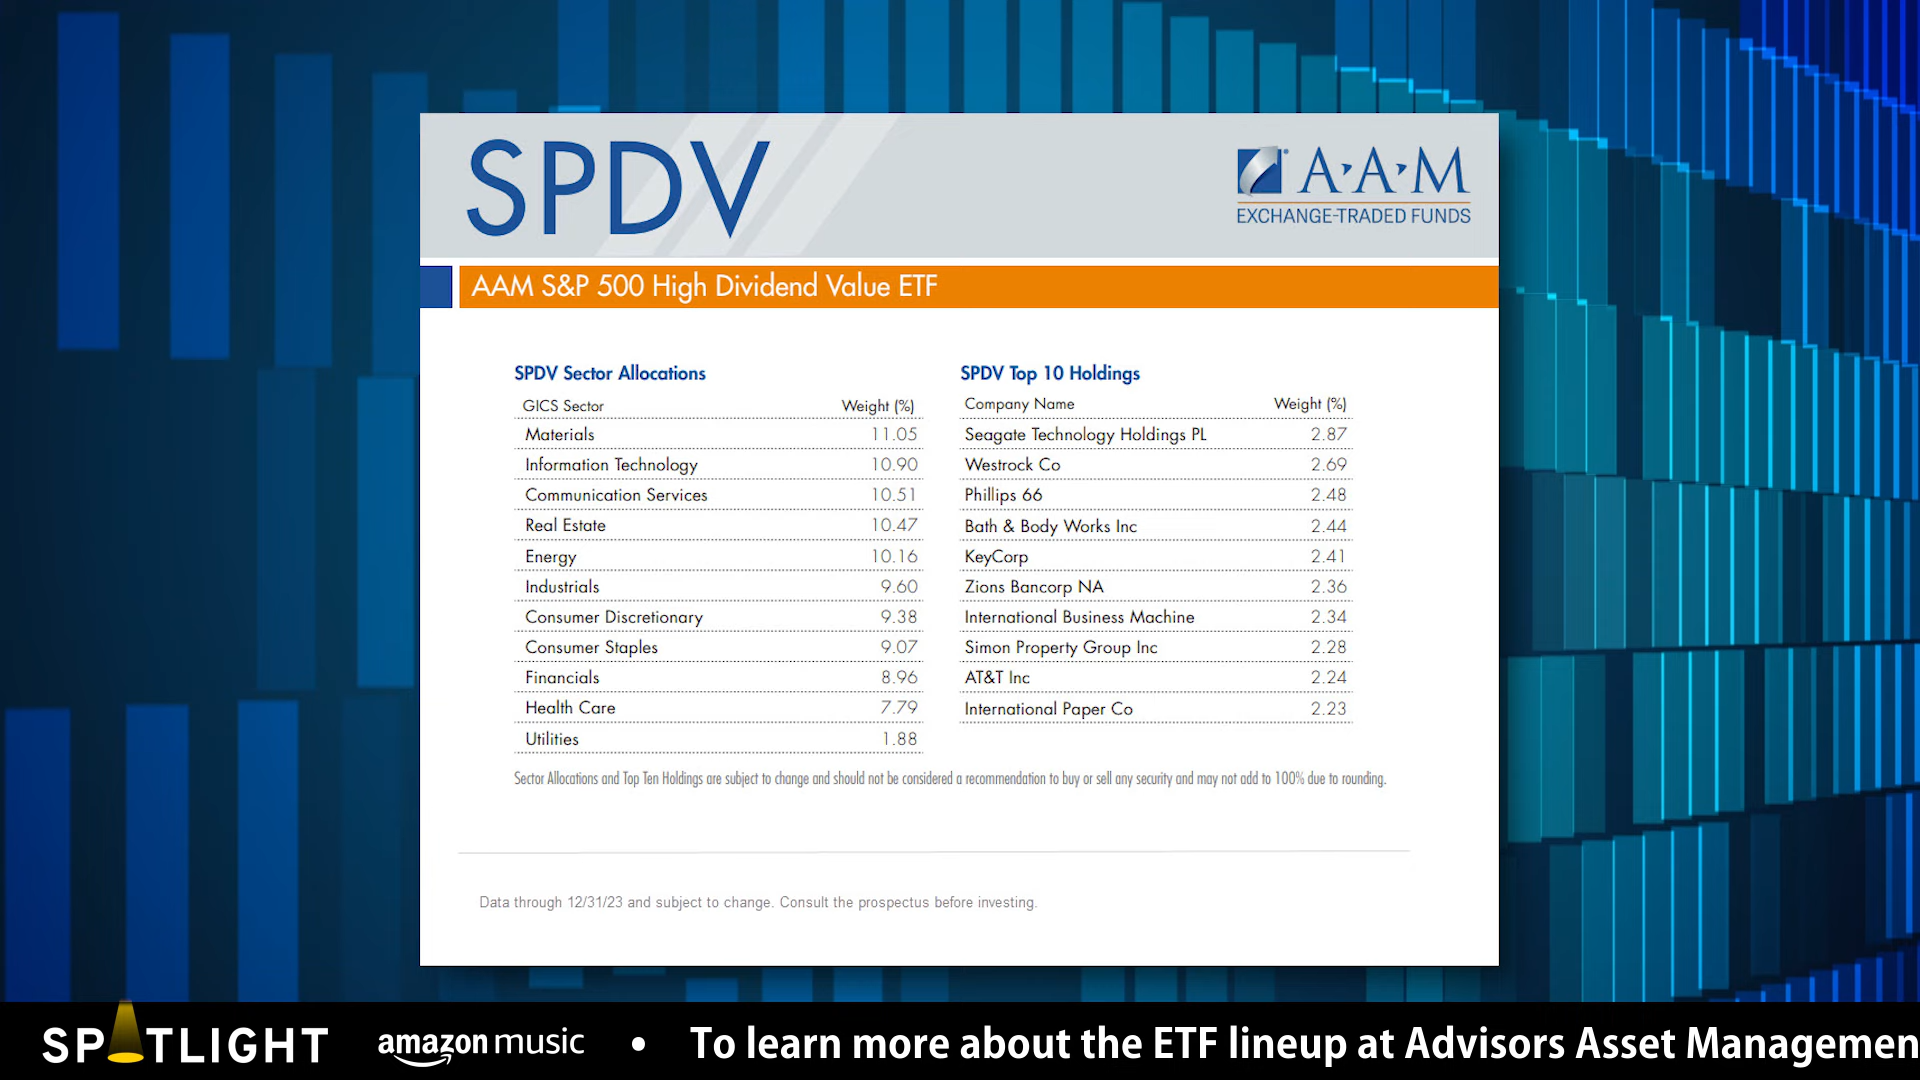 SPDV
A·A·M
EXCHANGE-TRADED FUNDS
AAM S&P 500 High Dividend Value ETF
SPDV Sector Allocations
GICS Sector Weight (%)
Materials 11.05
Information Technology 10.90
Communication Services 10.51
Real Estate 10.47
Energy 10.16
Industrials 9.60
Consumer Discretionary 9.38
Consumer Staples 9.07
Financials 8.96
Health Care 7.79
Utilities 1.88
SPDV Top 10 Holdings
Company Name Weight (%)
Seagate Technology Holdings PL 2.87
Westrock Co 2.69
Phillips 66 2.48
Bath & Body Works Inc 2.44
KeyCorp 2.41
Zions Bancorp NA 2.36
International Business Machine 2.34
Simon Property Group Inc 2.28
AT&T Inc 2.24
International Paper Co 2.23
Sector Allocations and Top Ten Holdings are subject to change and should not be considered a recommendation to buy or sell any security and may not add to 100% due to rounding.
Data through 12/31/23 and subject to change. Consult the prospectus before investing.
SPOTLIGHT amazon music • To learn more about the ETF lineup at Advisors Asset Managemen